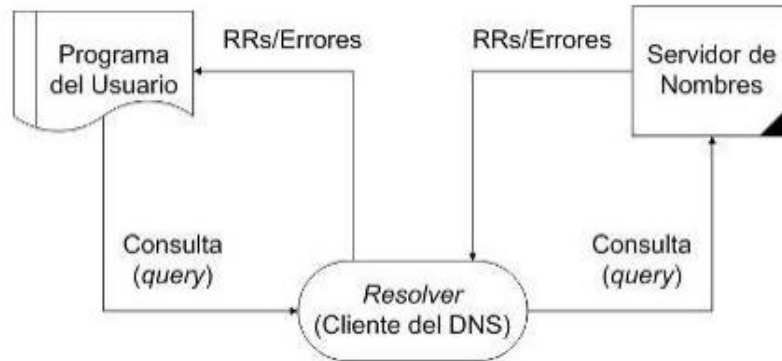 Programa
del Usuario
RRs/Errores
RRs/Errores
Servidor de
Nombres
Consulta
(query)
Resolver
(Cliente del DNS)
Consulta
(query)